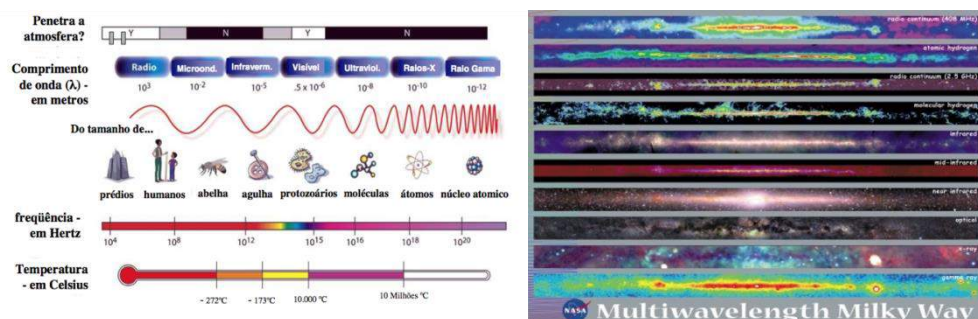 Penetra a
atmosfera?
Y N Y N
Comprimento
de onda (λ) -
em metros
Radio Microond. Infraverm. Visível Ultraviol. Raios-X Raio Gama
10³ 10⁻² 10⁻⁵ .5 x 10⁻⁶ 10⁻⁸ 10⁻¹⁰ 10⁻¹²
Do tamanho de...
prédios humanos abelha agulha protozoários moléculas átomos núcleo atomico
freqüência -
em Hertz
10⁴ 10⁸ 10¹² 10¹⁵ 10¹⁶ 10¹⁸ 10²⁰
Temperatura
- em Celsius
- 272ºC - 173ºC 10.000 ºC 10 Milhões ºC
radio continuum (408 MHz)
atomic hydrogen
radio continuum (2.5 GHz)
molecular hydrogen
infrared
mid-infrared
near infrared
optical
x-ray
gamma ray
NASA Multiwavelength Milky Way